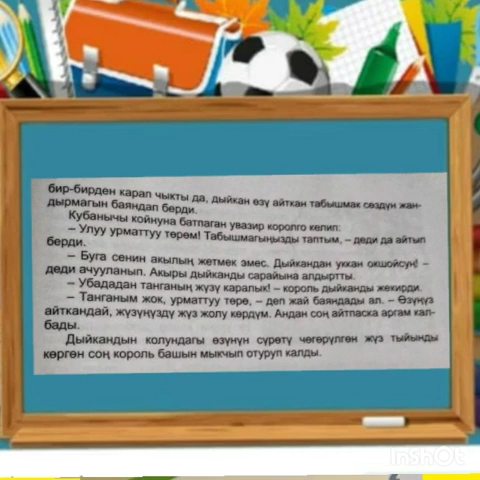 бир-бирден карап чыкты да, дыйкан өзү айткан табышмак сөздүн жан-
дырмагын баяндап берди.
Кубанычы койнуна батпаган увазир королго келип:
– Улуу урматтуу төрөм! Табышмагыңызды таптым, – деди да айтып
берди.
– Буга сенин акылың жетмек эмес. Дыйкандан уккан окшойсуң! –
деди ачууланып. Акыры дыйканды сарайына алдыртты.
– Убададан танганың жүзү каралык! – король дыйканды жекирди.
– Танганым жок, урматтуу төрө, – деп жай баяндады ал. – Өзүңүз
айткандай, жүзүңүздү жүз жолу көрдүм. Андан соң айтпаска аргам кал-
бады.
Дыйкандын колундагы өзүнүн сүрөтү чегерүлгөн жүз тыйынды
көргөн соң король башын мыкчып отуруп калды.
InShOt